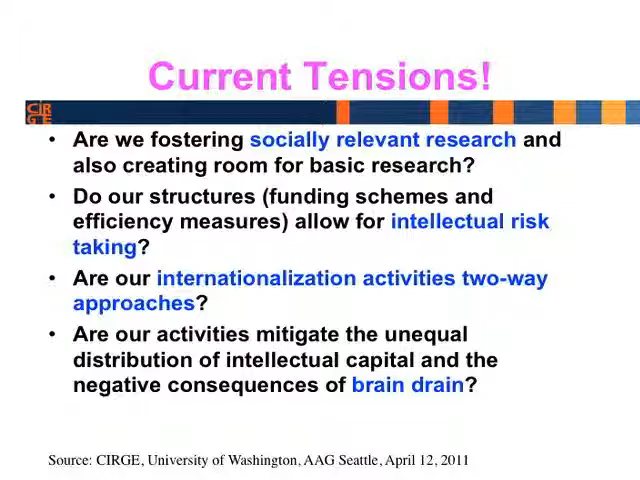 Current Tensions!
CIR
GE
• Are we fostering socially relevant research and
also creating room for basic research?
• Do our structures (funding schemes and
efficiency measures) allow for intellectual risk
taking?
• Are our internationalization activities two-way
approaches?
• Are our activities mitigate the unequal
distribution of intellectual capital and the
negative consequences of brain drain?
Source: CIRGE, University of Washington, AAG Seattle, April 12, 2011